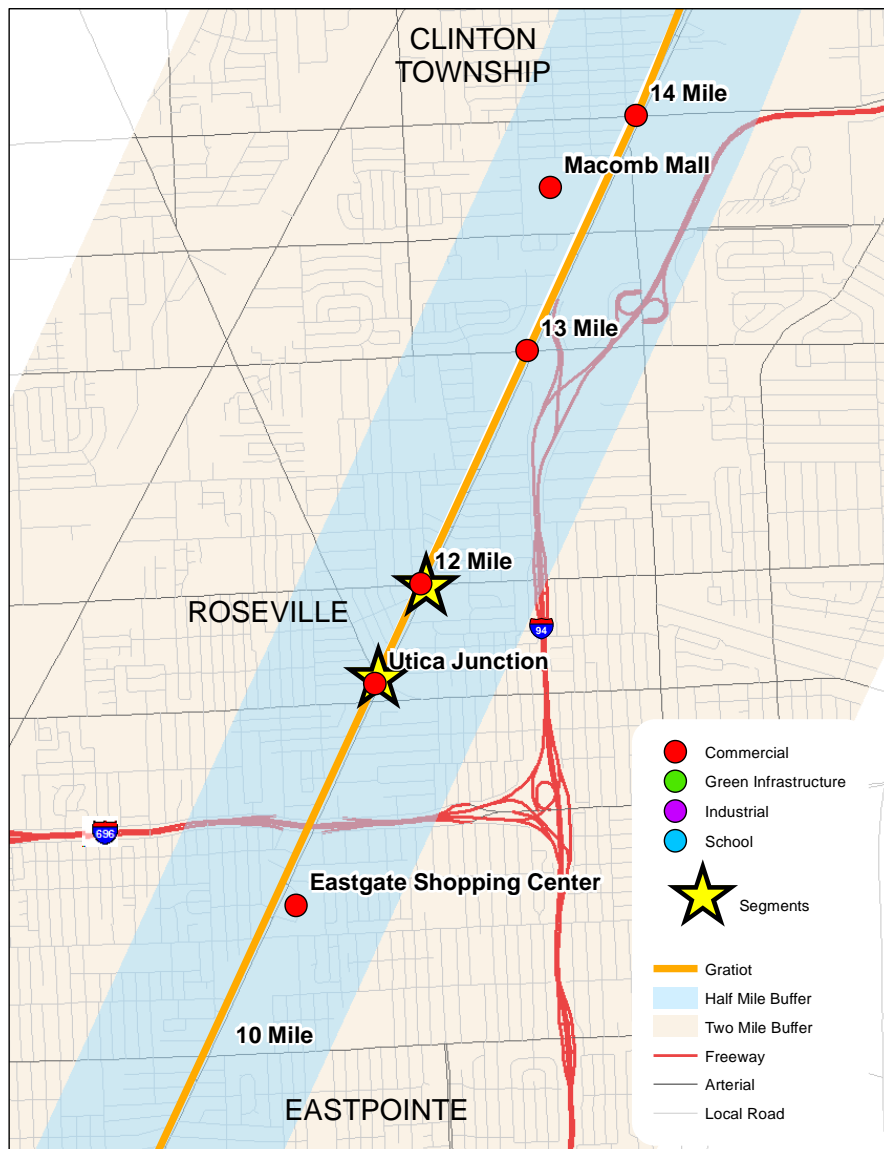 CLINTON
TOWNSHIP
14 Mile
Macomb Mall
13 Mile
12 Mile
ROSEVILLE
94
Utica Junction
Commercial
Green Infrastructure
Industrial
School
696
Eastgate Shopping Center
Segments
Gratiot
Half Mile Buffer
10 Mile
Two Mile Buffer
Freeway
Arterial
EASTPOINTE
Local Road